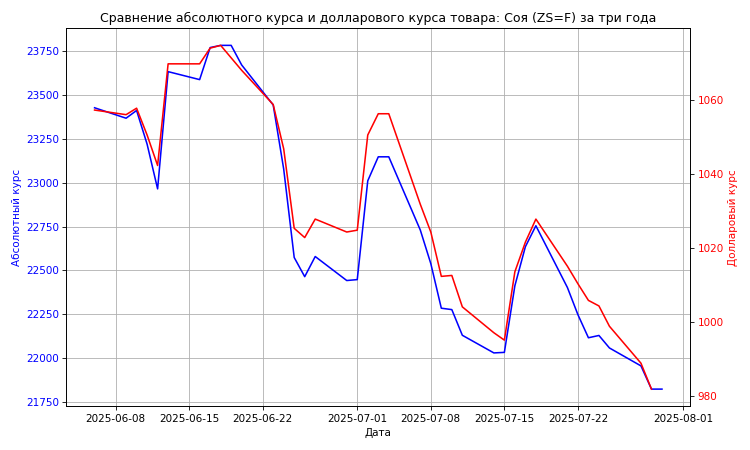 Сравнение абсолютного курса и долларового курса товара: Соя (ZS=F) за три года
23750
23500
23250
23000
22750
22500
22250
22000
21750
Абсолютный курс
1060
1040
1020
1000
980
Долларовый курс
2025-06-08 2025-06-15 2025-06-22 2025-07-01 2025-07-08 2025-07-15 2025-07-22 2025-08-01
Дата